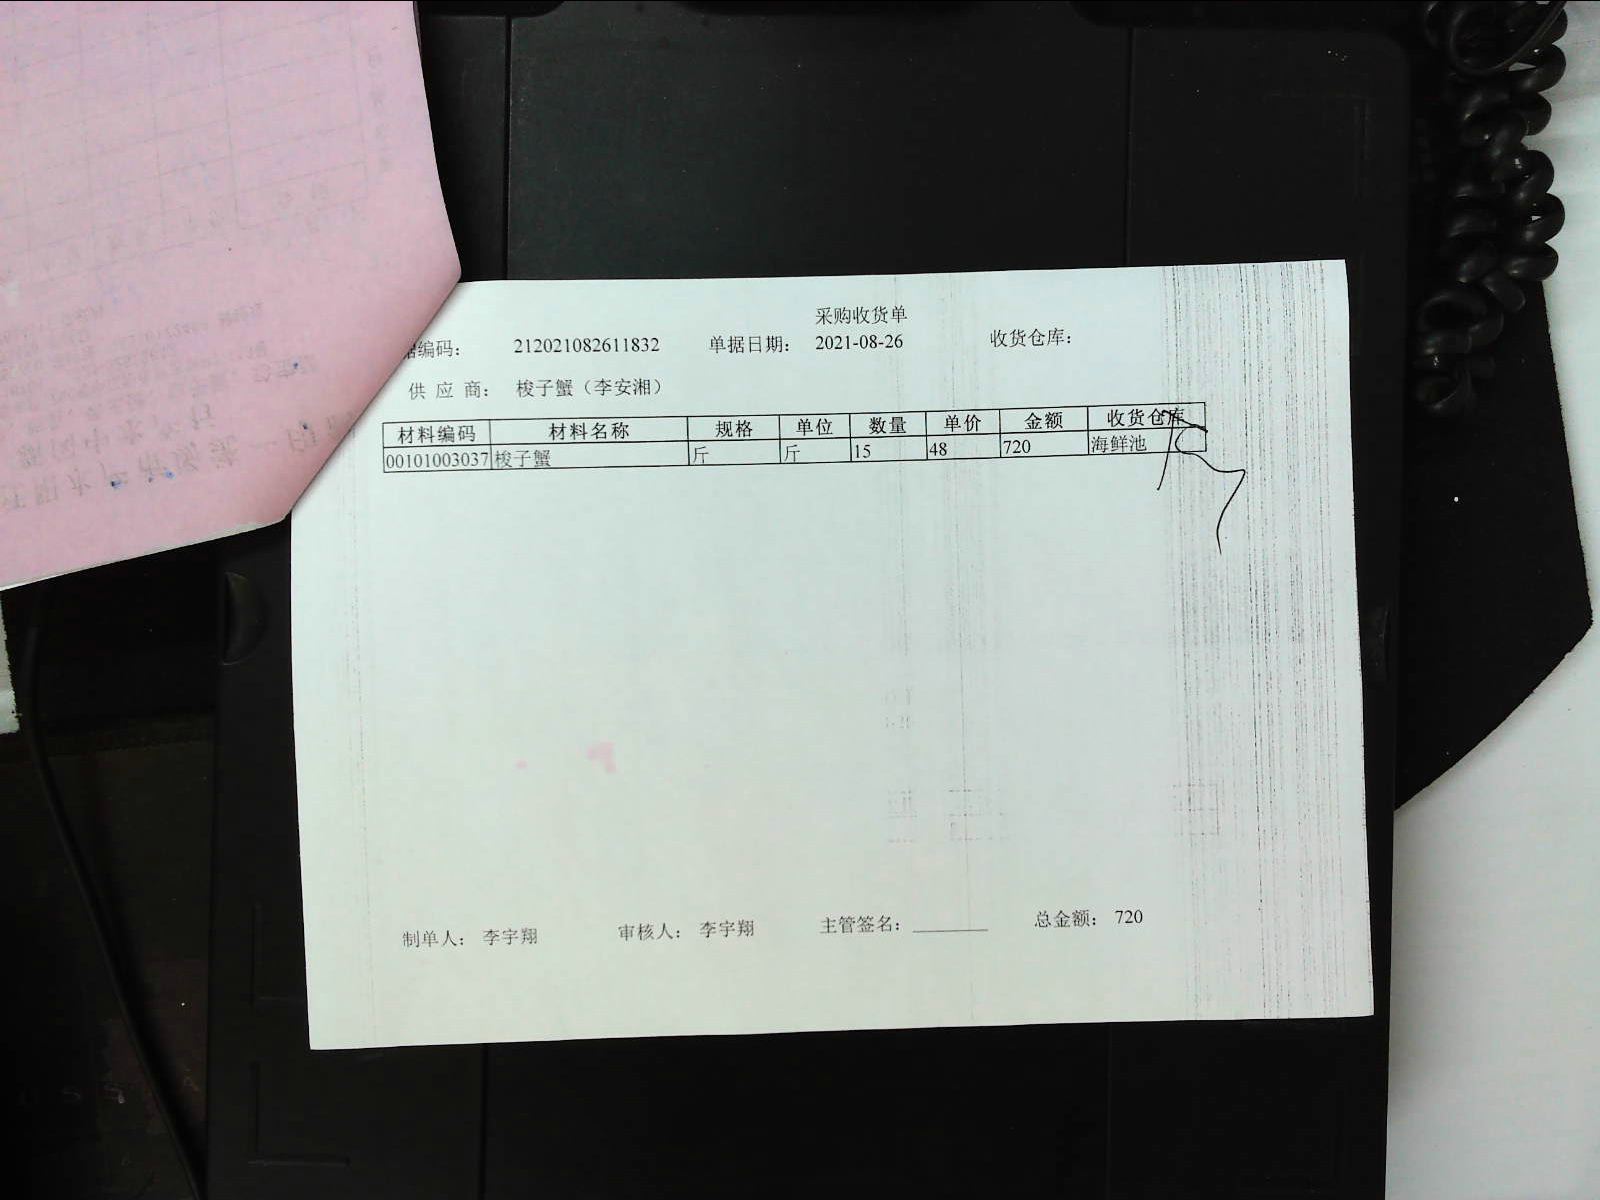 采购收货单
据编码： 212021082611832 单据日期： 2021-08-26 收货仓库：
供 应 商： 梭子蟹（李安湘）
材料编码 材料名称 规格 单位 数量 单价 金额 收货仓库
00101003037 梭子蟹 斤 斤 15 48 720 海鲜池
制单人： 李宇翔 审核人： 李宇翔 主管签名： 总金额： 720